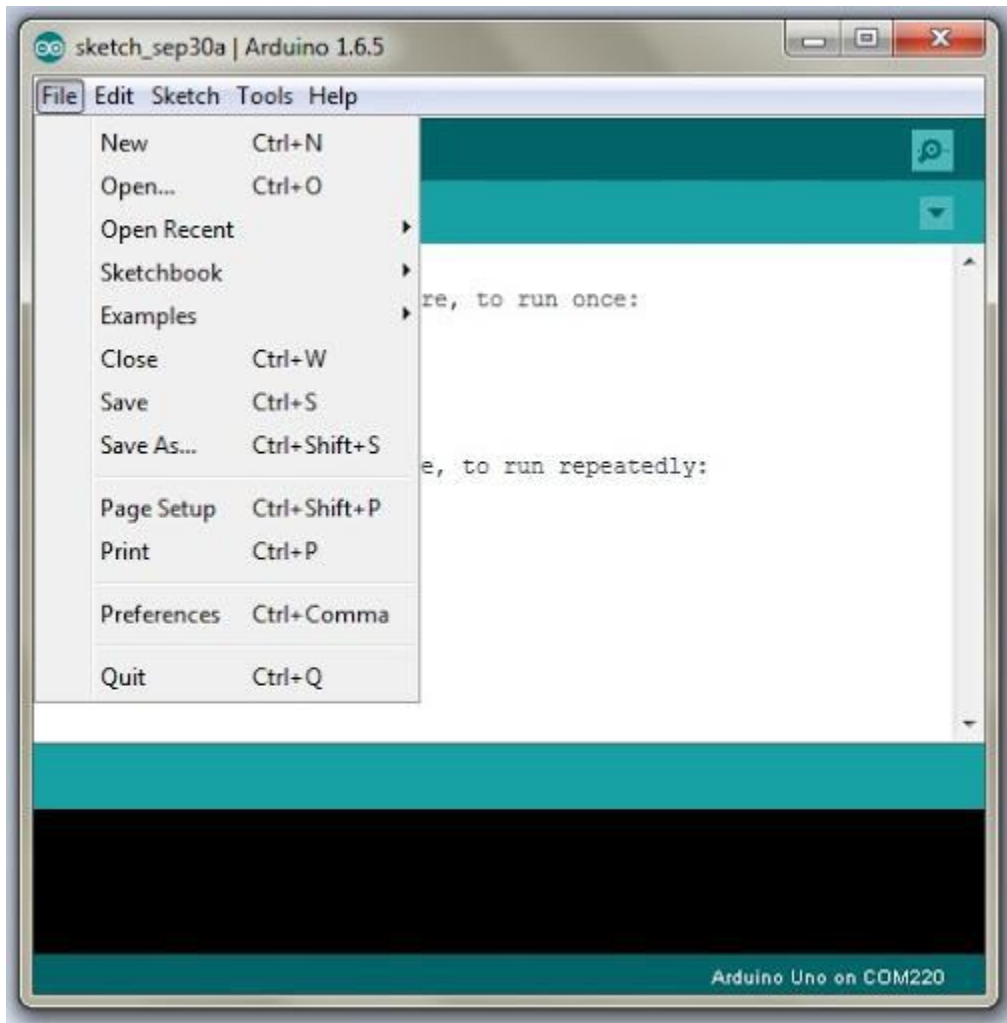 sketch_sep30a | Arduino 1.6.5
File Edit Sketch Tools Help
New Ctrl+N
Open... Ctrl+O
Open Recent
Sketchbook
Examples
Close Ctrl+W
Save Ctrl+S
Save As... Ctrl+Shift+S
Page Setup Ctrl+Shift+P
Print Ctrl+P
Preferences Ctrl+Comma
Quit Ctrl+Q
re, to run once:
e, to run repeatedly:
Arduino Uno on COM220